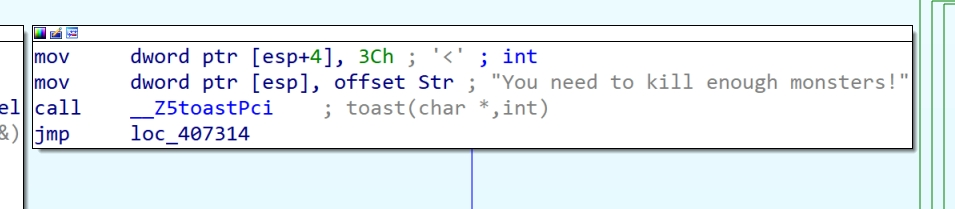 mov dword ptr [esp+4], 3Ch ; '<' ; int
mov dword ptr [esp], offset Str ; "You need to kill enough monsters!"
el call __Z5toastPci ; toast(char *,int)
&) jmp loc_407314